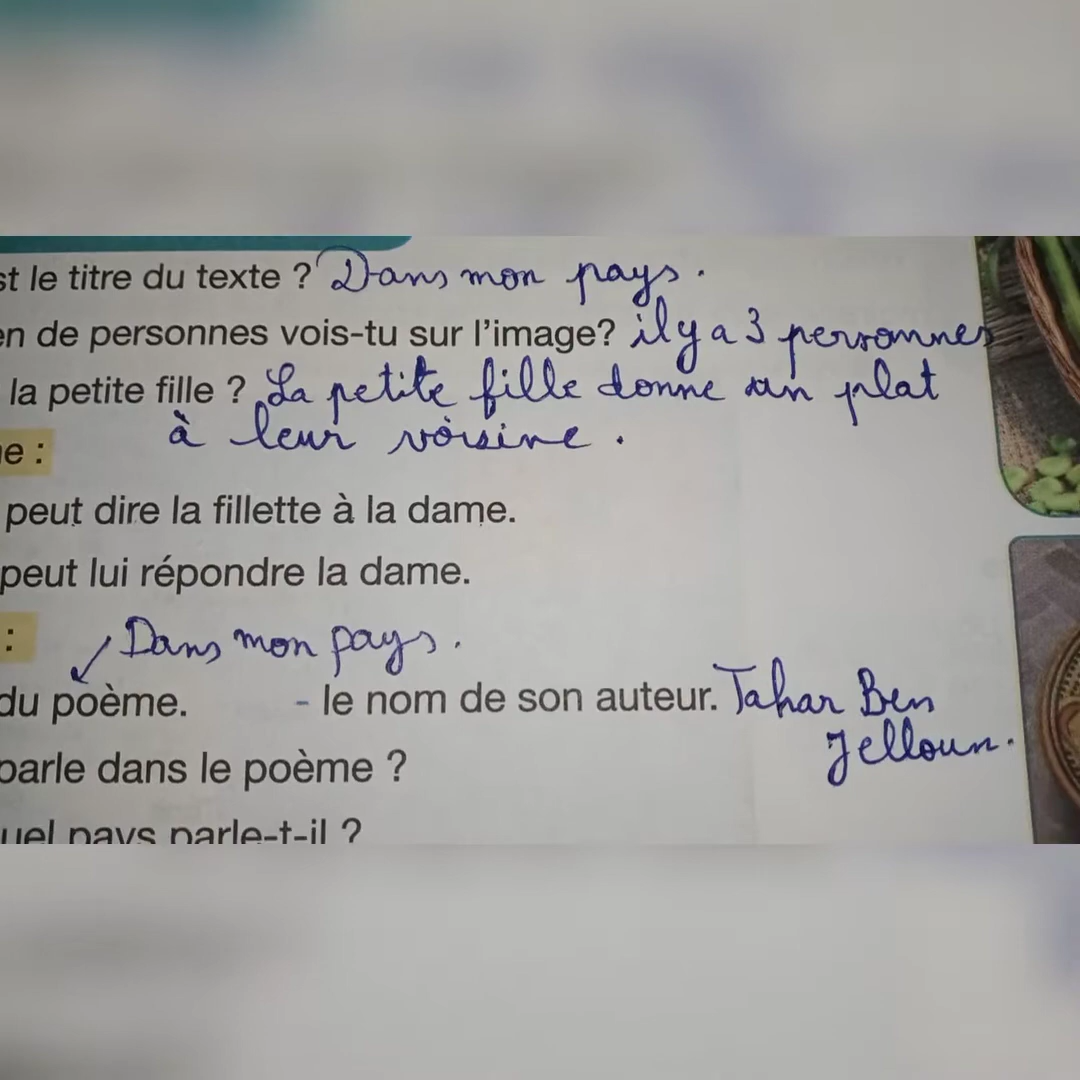 st le titre du texte ? Dans mon pays.
en de personnes vois-tu sur l'image? il y a 3 personnes
la petite fille ? La petite fille donne un plat
à leur voisine.
ne :
peut dire la fillette à la dame.
peut lui répondre la dame.
: Dans mon pays.
du poème. - le nom de son auteur. Tahar Ben
Jelloun.
parle dans le poème ?
uel pays parle-t-il ?